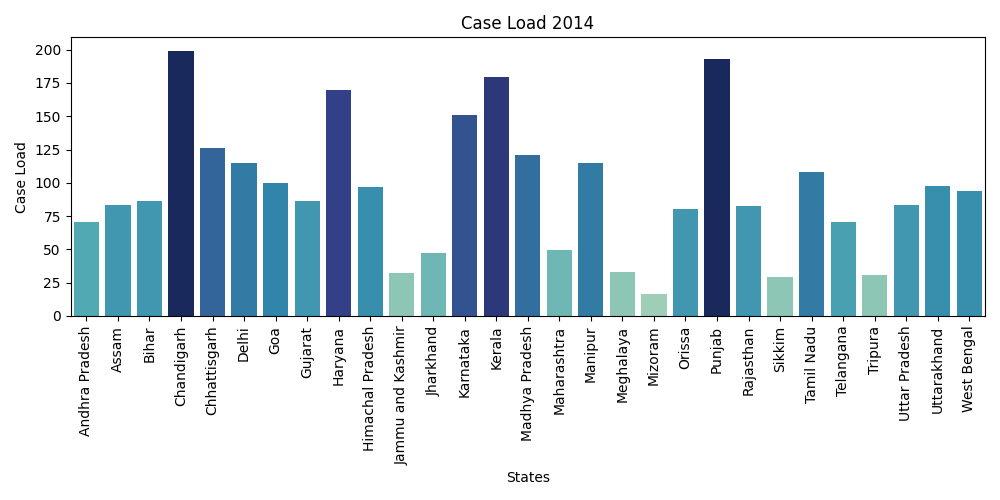 Case Load 2014
Case Load
200
175
150
125
100
75
50
25
0
Andhra Pradesh
Assam
Bihar
Chandigarh
Chhattisgarh
Delhi
Goa
Gujarat
Haryana
Himachal Pradesh
Jammu and Kashmir
Jharkhand
Karnataka
Kerala
Madhya Pradesh
Maharashtra
Manipur
Meghalaya
Mizoram
Orissa
Punjab
Rajasthan
Sikkim
Tamil Nadu
Telangana
Tripura
Uttar Pradesh
Uttarakhand
West Bengal
States